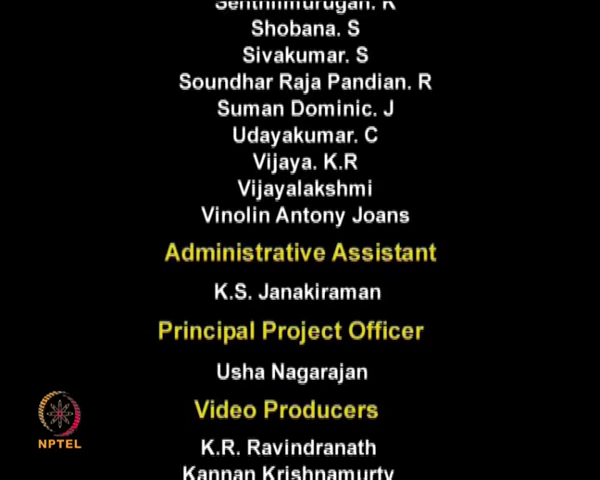 Senthilmurugan. R
Shobana. S
Sivakumar. S
Soundhar Raja Pandian. R
Suman Dominic. J
Udayakumar. C
Vijaya. K.R
Vijayalakshmi
Vinolin Antony Joans
Administrative Assistant
K.S. Janakiraman
Principal Project Officer
Usha Nagarajan
Video Producers
K.R. Ravindranath
Kannan Krishnamurty
NPTEL